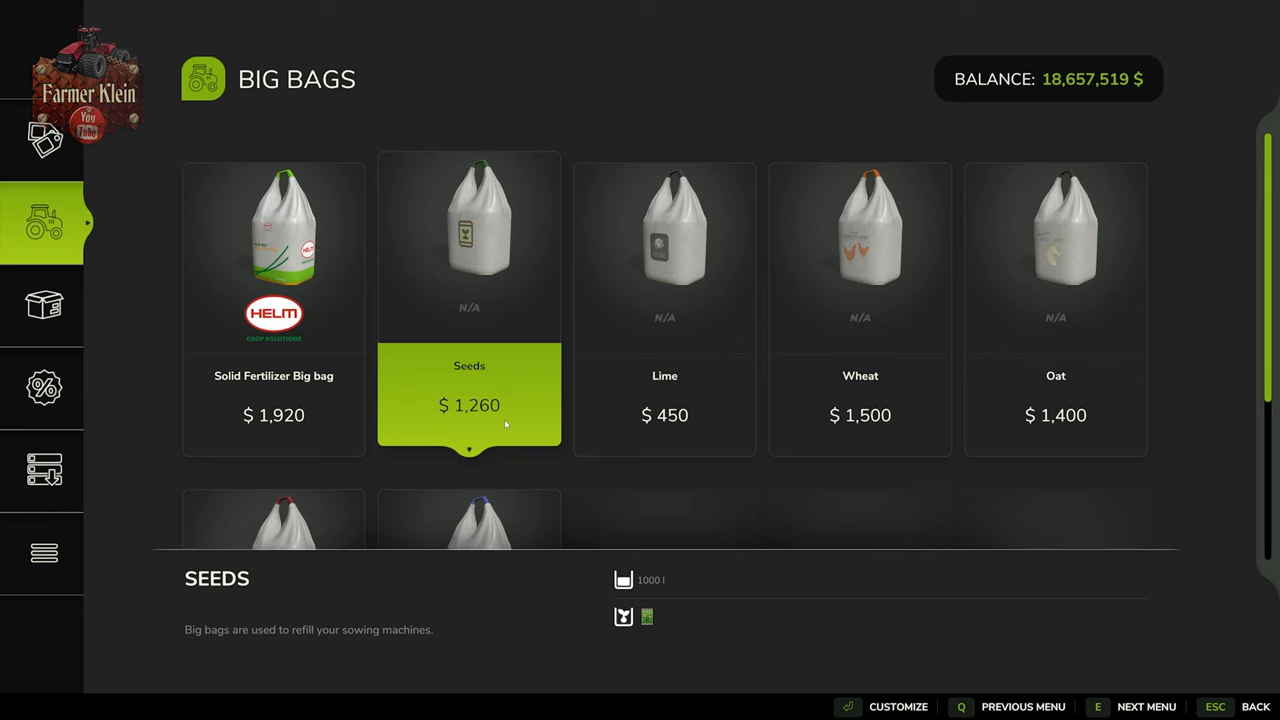 Farmer Klein
You
Tube
BIG BAGS
BALANCE: 18,657,519 $
HELM
CROP SOLUTIONS
N/A
N/A
N/A
N/A
Solid Fertilizer Big bag
Seeds
Lime
Wheat
Oat
$ 1,920
$ 1,260
$ 450
$ 1,500
$ 1,400
SEEDS
1000 l
Big bags are used to refill your sowing machines.
CUSTOMIZE
Q PREVIOUS MENU
E NEXT MENU
ESC BACK